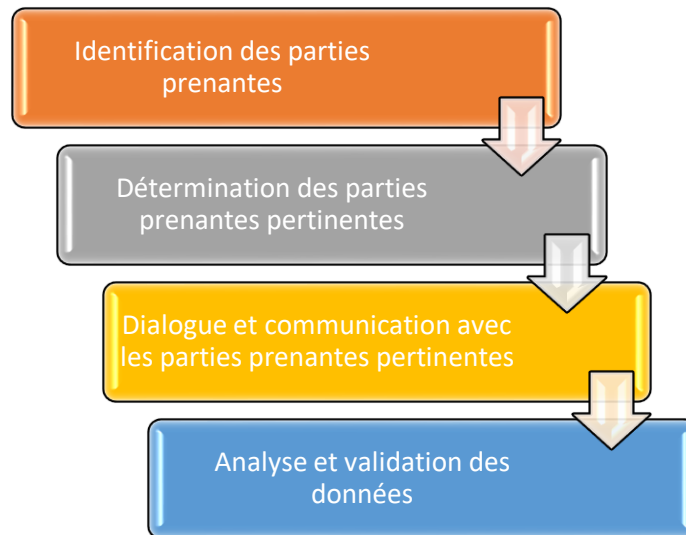 Identification des parties
prenantes
Détermination des parties
prenantes pertinentes
Dialogue et communication avec
les parties prenantes pertinentes
Analyse et validation des
données